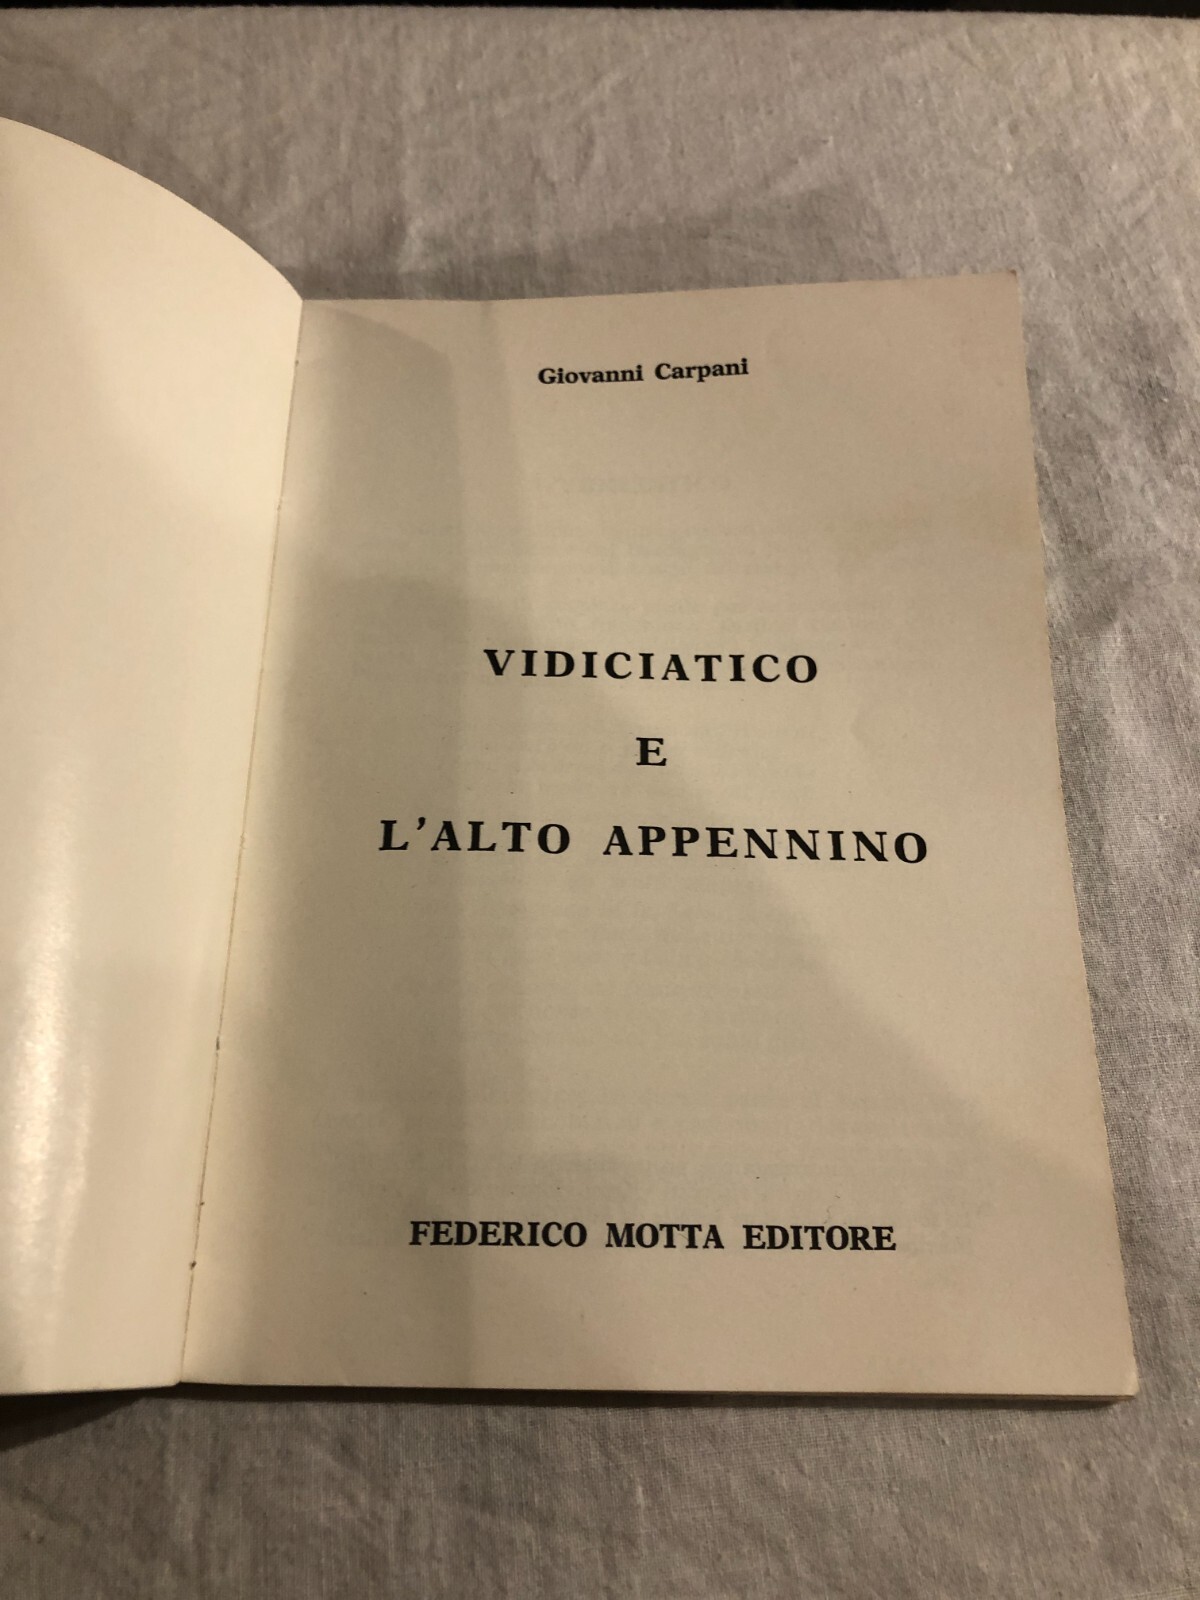 Giovanni Carpani
VIDICIATICO
E
L'ALTO APPENNINO
FEDERICO MOTTA EDITORE